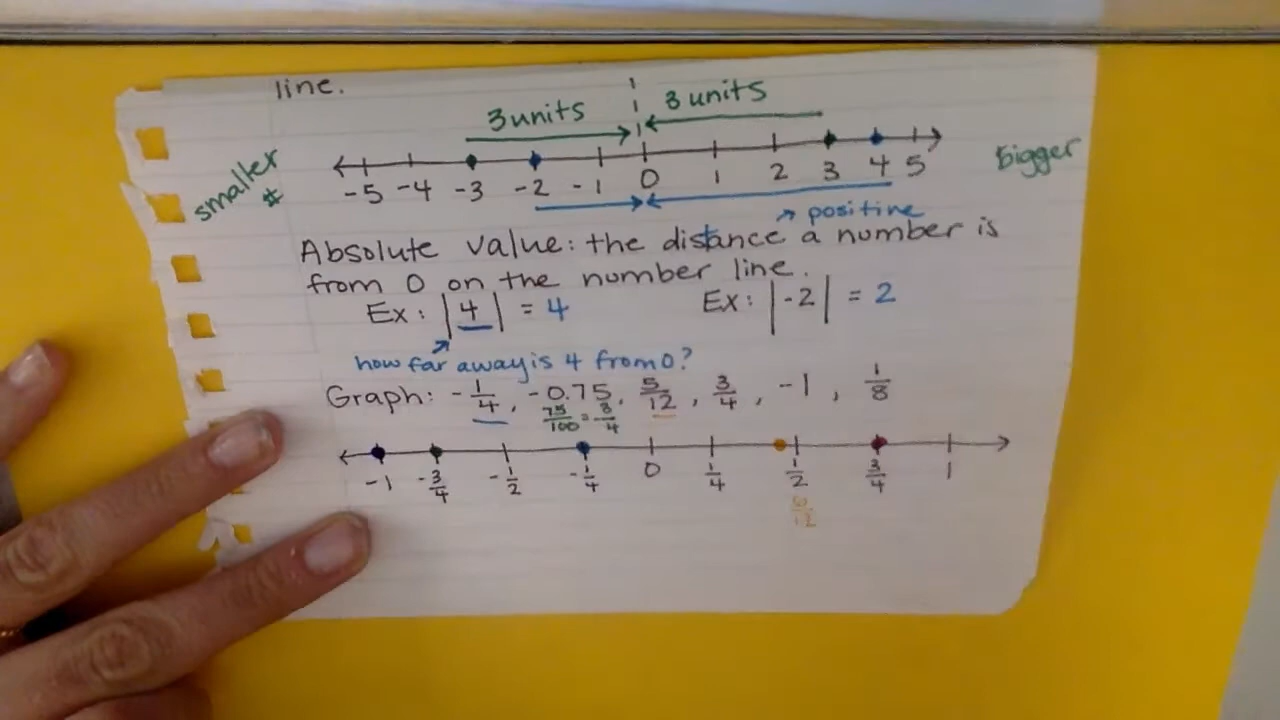 line.
3 units 3 units
smaller # bigger
-5 -4 -3 -2 -1 0 1 2 3 4 5
positive
Absolute value: the distance a number is
from 0 on the number line.
Ex: |4| = 4 Ex: |-2| = 2
how far away is 4 from 0?
Graph: -1/4, -0.75, 5/12, 3/4, -1, 1/8
75/100 = 3/4
-1 -3/4 -1/2 -1/4 0 1/4 1/2 3/4 1
6/12